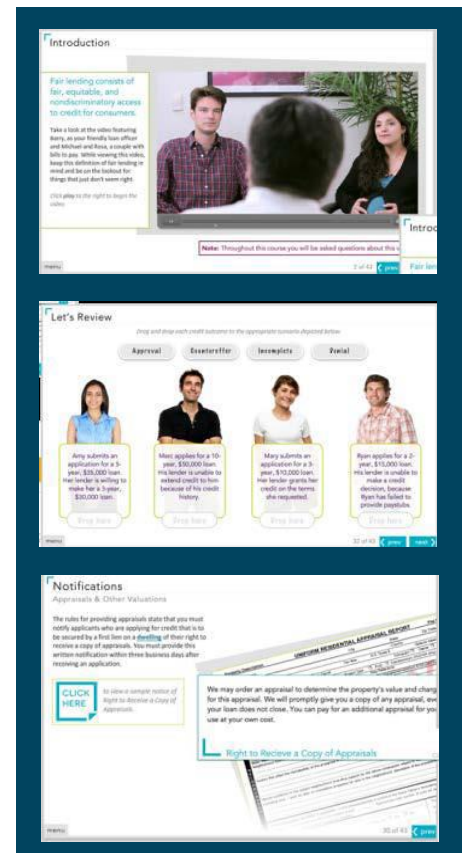 Introduction
Fair lending consists of
fair, equitable, and
nondiscriminatory access
to credit for consumers.
Take a look at the video featuring
Barry, as your friendly loan officer
and Michael and Rosa, a couple with
bills to pay. While viewing this video,
keep this definition of fair lending in
mind and be on the lookout for
things that just don't seem right.
Click play to the right to begin the
video.
Note: Throughout this course you will be asked questions about this v
Introd
Fair len
menu
2 of 43 prev
Let's Review
Drag and drop each credit outcome to the appropriate scenario depicted below.
Approval Counteroffer Incomplete Denial
Amy submits an
application for a 5-
year, $35,000 loan.
Her lender is willing to
make her a 3-year,
$30,000 loan.
Drop here
Marc applies for a 10-
year, $50,000 loan.
His lender is unable to
extend credit to him
because of his credit
history.
Drop here
Mary submits an
application for a 3-
year, $10,000 loan.
Her lender grants her
credit on the terms
she requested.
Drop here
Ryan applies for a 2-
year, $15,000 loan.
His lender is unable to
make a credit
decision, because
Ryan has failed to
provide paystubs.
Drop here
menu
32 of 43 prev next
Notifications
Appraisals & Other Valuations
The rules for providing appraisals state that you must
notify applicants who are applying for credit that is to
be secured by a first lien on a dwelling of their right to
receive a copy of appraisals. You must provide this
written notification within three business days after
receiving an application.
CLICK
HERE
to view a sample notice of
Right to Receive a Copy of
Appraisals.
UNIFORM RESIDENTIAL APPRAISAL REPORT
We may order an appraisal to determine the property's value and charg
for this appraisal. We will promptly give you a copy of any appraisal, eve
your loan does not close. You can pay for an additional appraisal for you
use at your own cost.
Right to Recieve a Copy of Appraisals
menu
30 of 43 prev